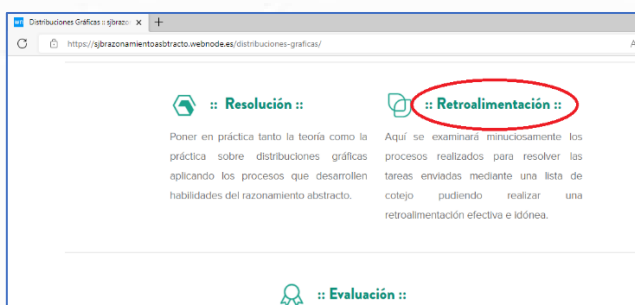 Distribuciones Gráficas :: sjbrazo
https://sjbrazonamientoasbtracto.webnode.es/distribuciones-graficas/
:: Resolución ::
Poner en práctica tanto la teoría como la
práctica sobre distribuciones gráficas
aplicando los procesos que desarrollen
habilidades del razonamiento abstracto.
:: Retroalimentación ::
Aquí se examinará minuciosamente los
procesos realizados para resolver las
tareas enviadas mediante una lista de
cotejo pudiendo realizar una
retroalimentación efectiva e idónea.
:: Evaluación ::